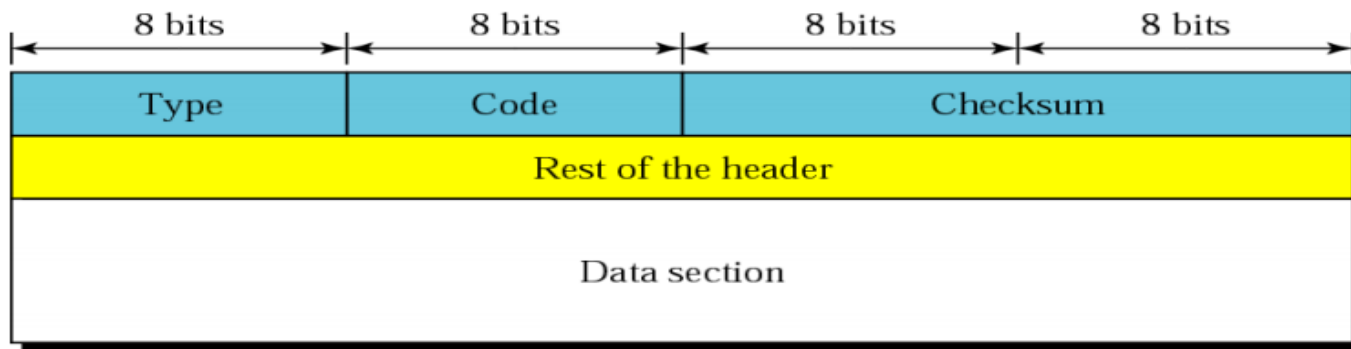 8 bits 8 bits 8 bits 8 bits
Type Code Checksum
Rest of the header
Data section